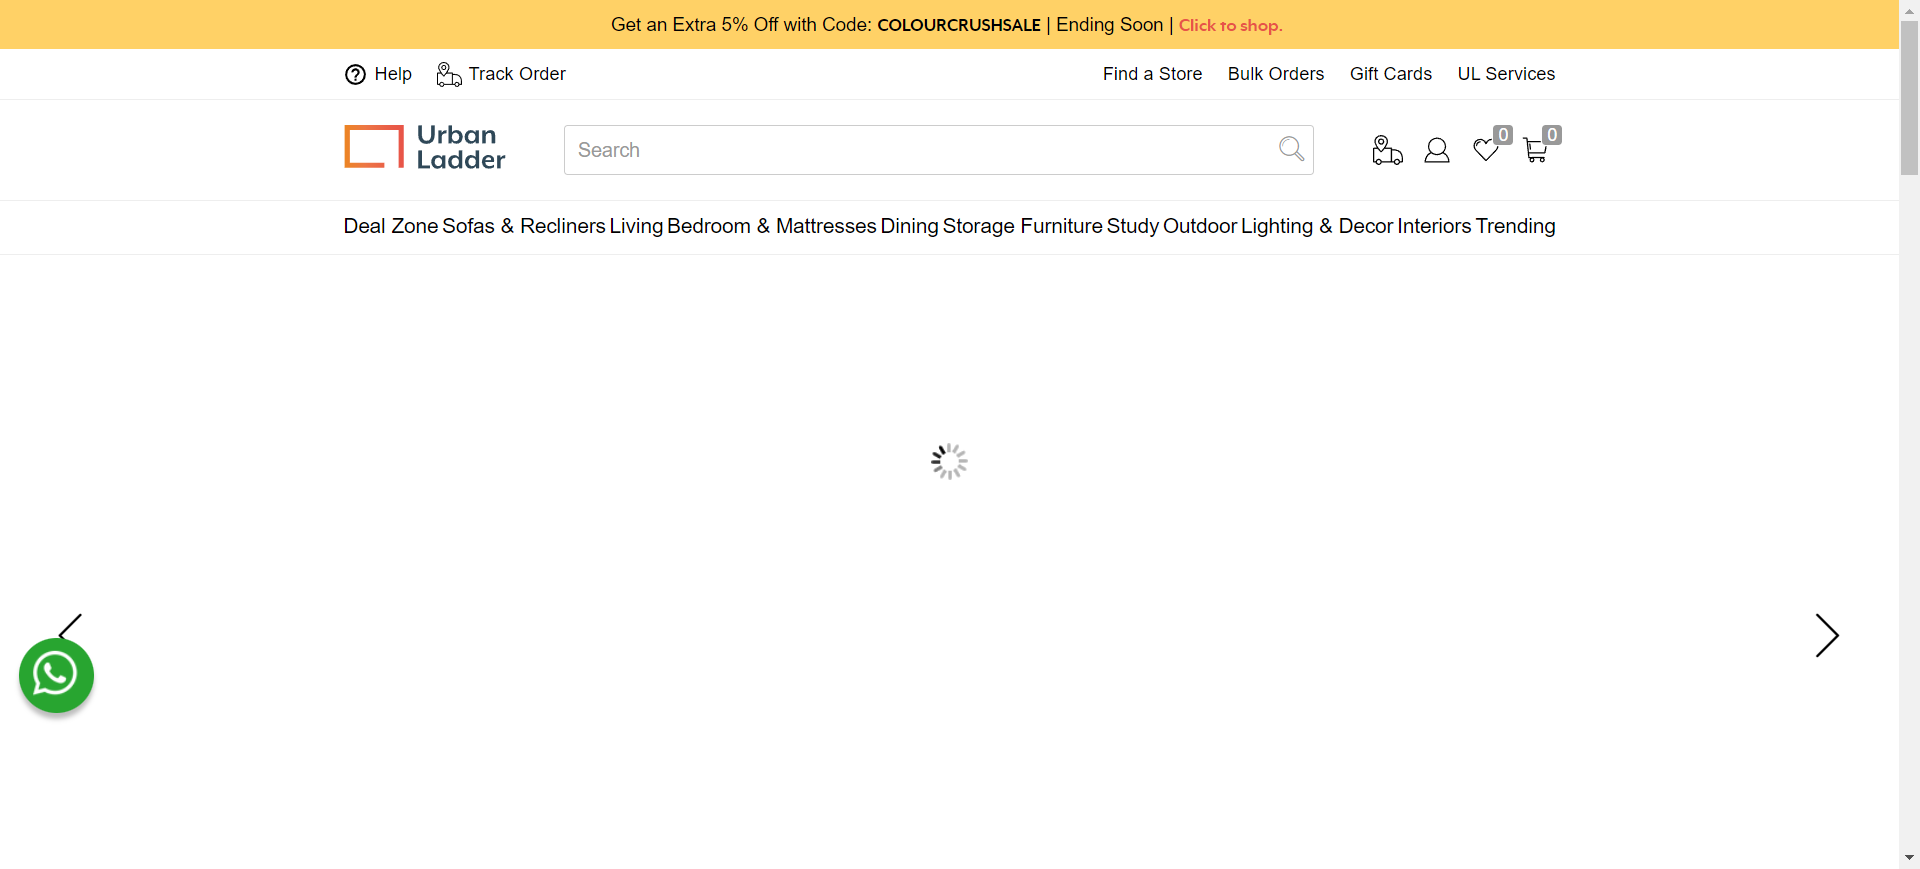 Get an Extra 5% Off with Code: COLOURCRUSHSALE | Ending Soon | Click to shop.
Help Track Order Find a Store Bulk Orders Gift Cards UL Services
Urban
Ladder
Search
0 0
Deal Zone Sofas & Recliners Living Bedroom & Mattresses Dining Storage Furniture Study Outdoor Lighting & Decor Interiors Trending